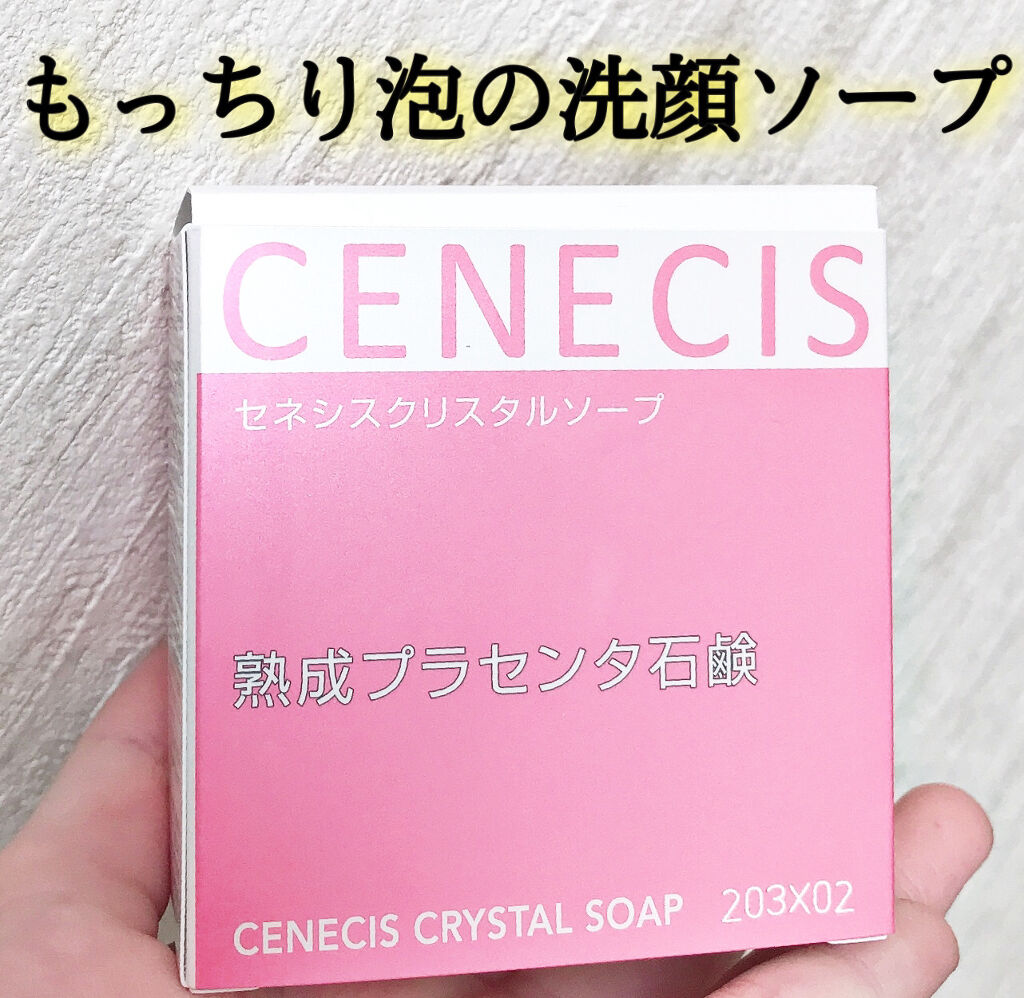 もっちり泡の洗顔ソープ
CENECIS
セネシスクリスタルソープ
熟成プラセンタ石鹸
CENECIS CRYSTAL SOAP 203X02